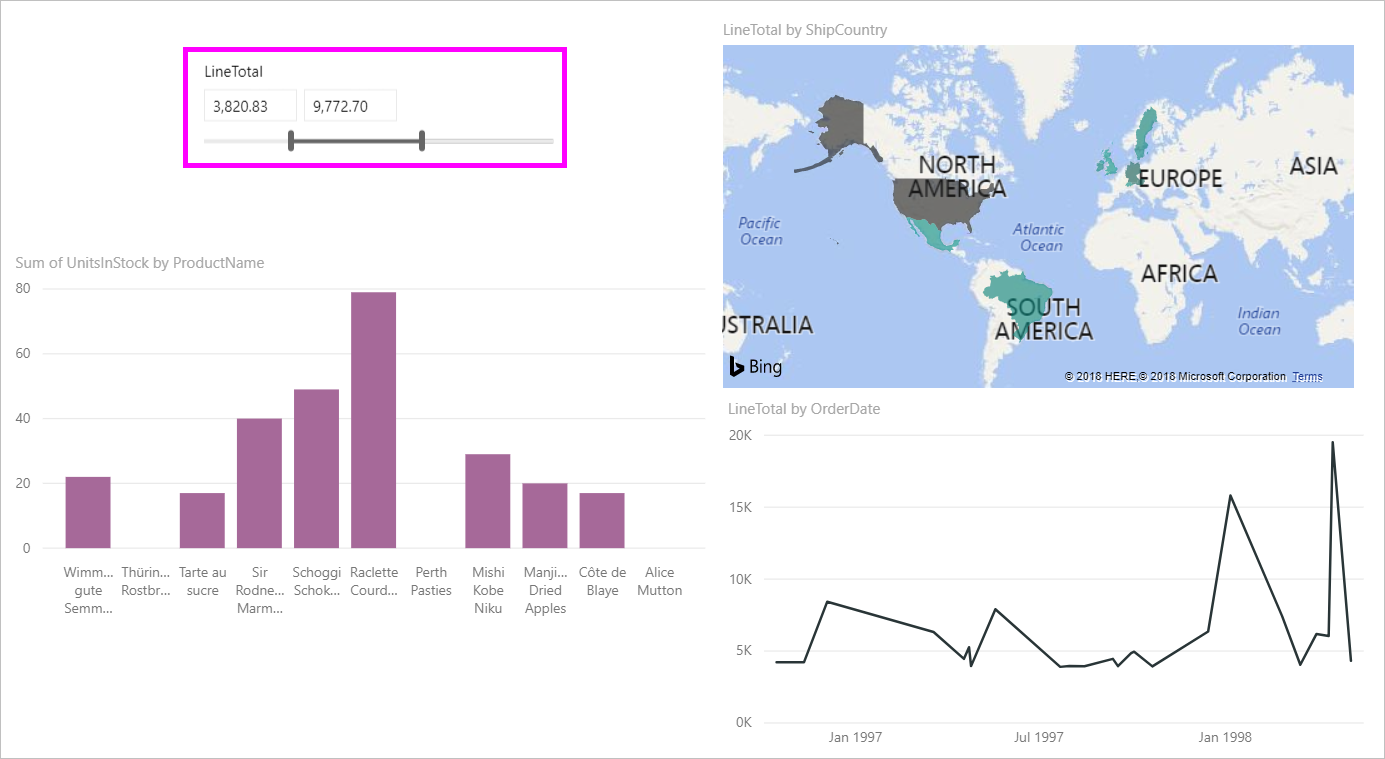 LineTotal
3,820.83 9,772.70
Sum of UnitsInStock by ProductName
80
60
40
20
0
Wimm...
gute
Semm...
Thürin...
Rostbr...
Tarte au
sucre
Sir
Rodne...
Marm...
Schoggi
Schok...
Raclette
Courd...
Perth
Pasties
Mishi
Kobe
Niku
Manji...
Dried
Apples
Côte de
Blaye
Alice
Mutton
LineTotal by ShipCountry
NORTH
AMERICA
EUROPE
ASIA
Pacific
Ocean
Atlantic
Ocean
AFRICA
SOUTH
AMERICA
Indian
Ocean
USTRALIA
Bing
© 2018 HERE,© 2018 Microsoft Corporation Terms
LineTotal by OrderDate
20K
15K
10K
5K
0K
Jan 1997 Jul 1997 Jan 1998